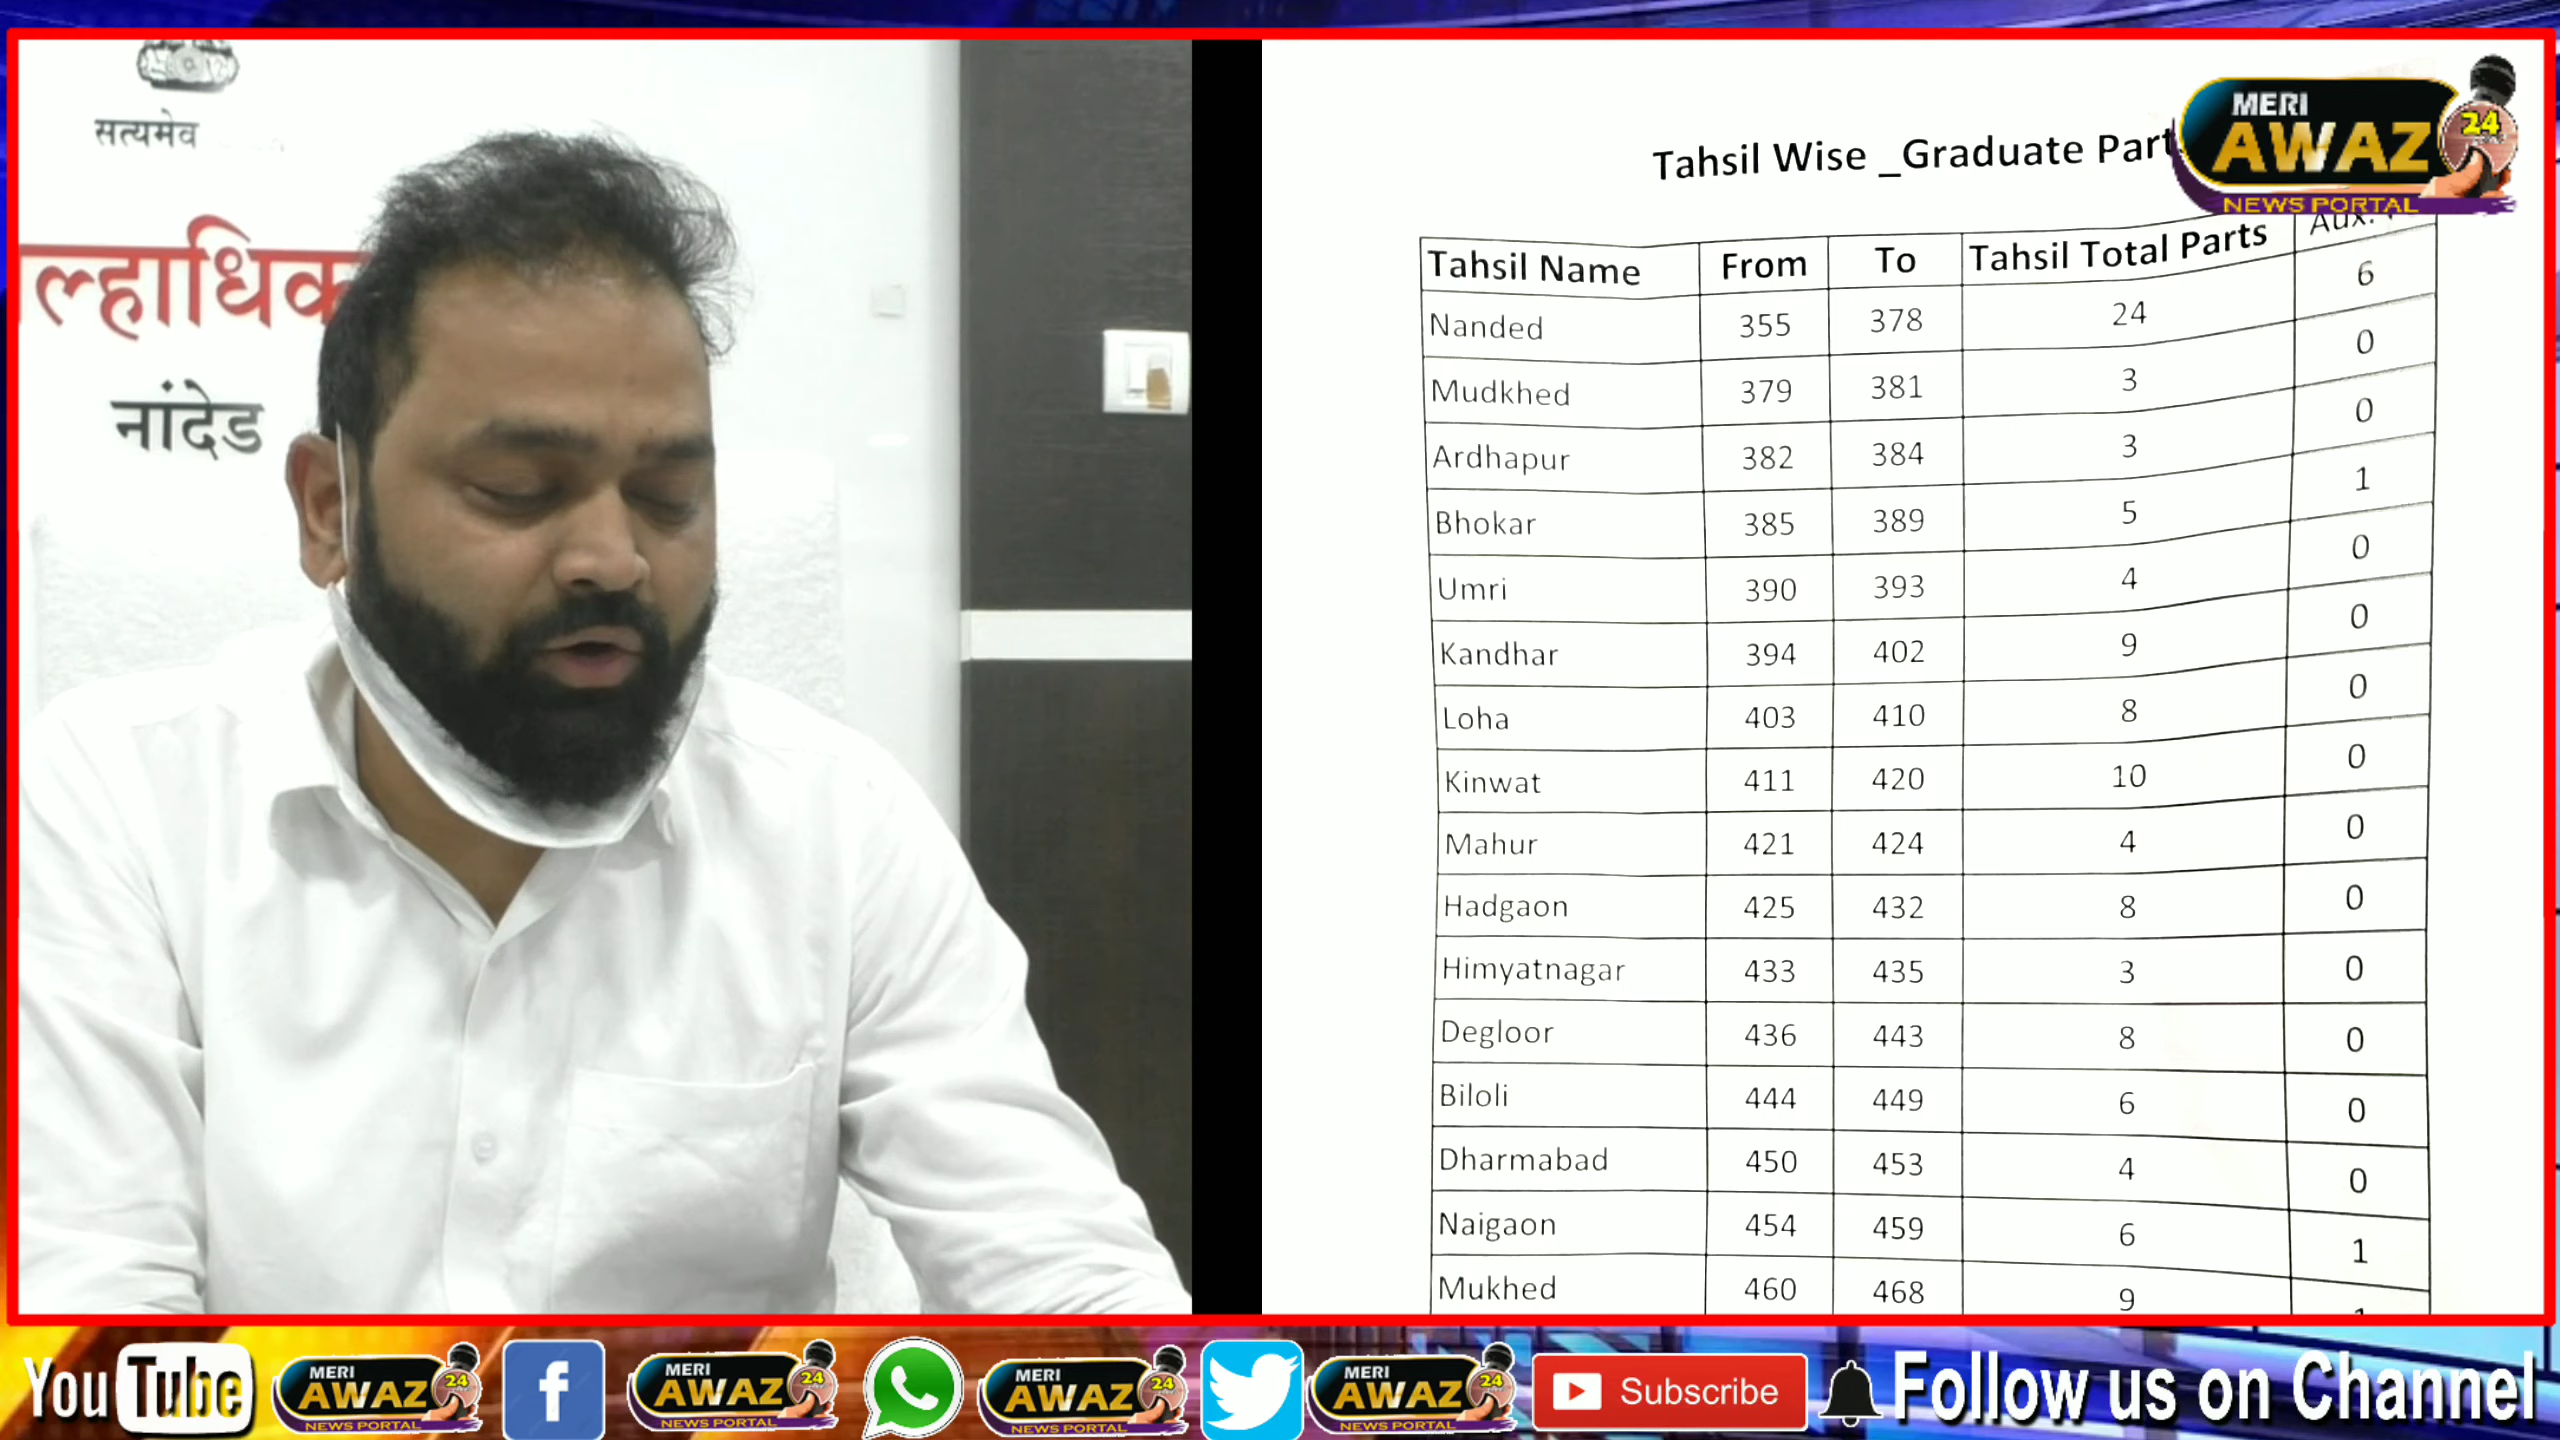 सत्यमेव
ल्हाधिक
नांदेड
Tahsil Wise _Graduate Part
MERI
AWAZ
24
NEWS PORTAL
Tahsil Name From To Tahsil Total Parts Aux.
Nanded 355 378 24 6
Mudkhed 379 381 3 0
Ardhapur 382 384 3 0
Bhokar 385 389 5 1
Umri 390 393 4 0
Kandhar 394 402 9 0
Loha 403 410 8 0
Kinwat 411 420 10 0
Mahur 421 424 4 0
Hadgaon 425 432 8 0
Himyatnagar 433 435 3 0
Degloor 436 443 8 0
Biloli 444 449 6 0
Dharmabad 450 453 4 0
Naigaon 454 459 6 1
Mukhed 460 468 9
YouTube MERI AWAZ 24 NEWS PORTAL f MERI AWAZ 24 NEWS PORTAL MERI AWAZ 24 NEWS PORTAL MERI AWAZ 24 NEWS PORTAL Subscribe Follow us on Channel